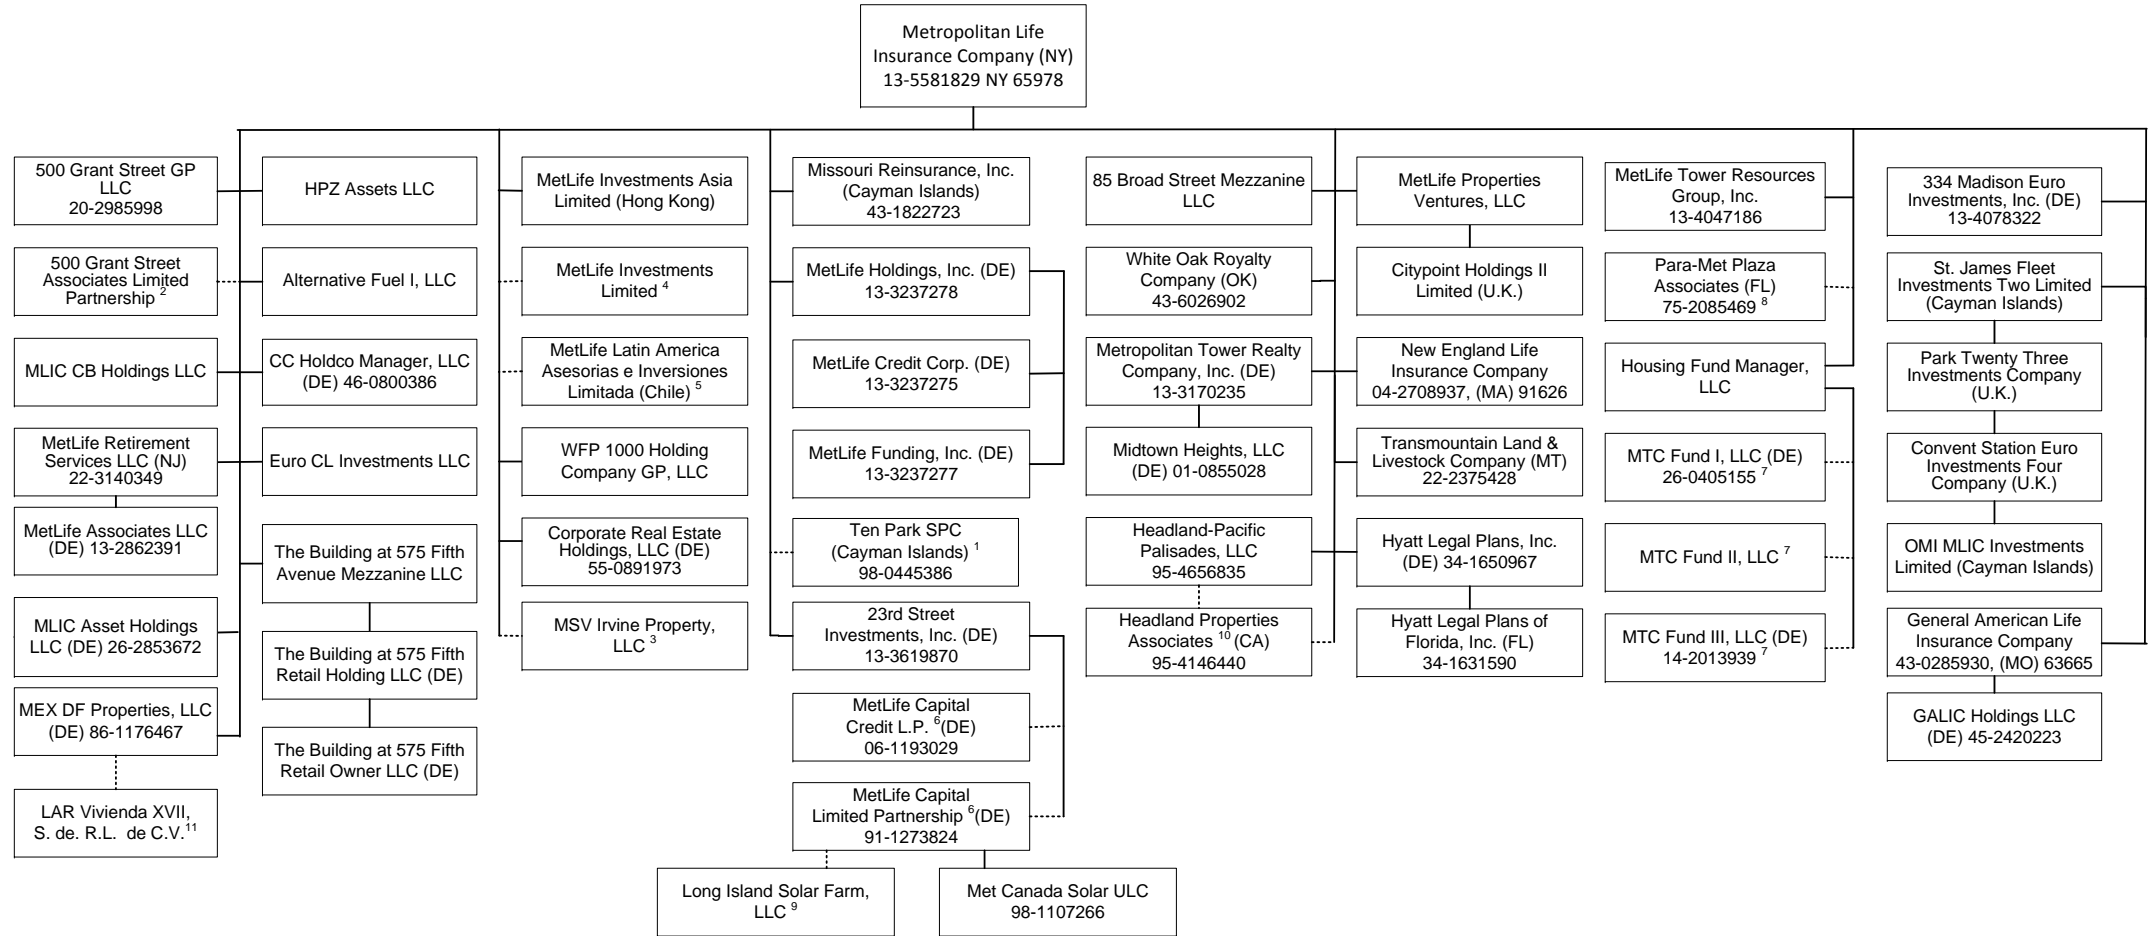 Metropolitan Life
Insurance Company (NY)
13-5581829 NY 65978
500 Grant Street GP
LLC
20-2985998
500 Grant Street
Associates Limited
Partnership 2
MLIC CB Holdings LLC
MetLife Retirement
Services LLC (NJ)
22-3140349
MetLife Associates LLC
(DE) 13-2862391
MLIC Asset Holdings
LLC (DE) 26-2853672
MEX DF Properties, LLC
(DE) 86-1176467
LAR Vivienda XVII,
S. de. R.L. de C.V.11
HPZ Assets LLC
Alternative Fuel I, LLC
CC Holdco Manager, LLC
(DE) 46-0800386
Euro CL Investments LLC
The Building at 575 Fifth
Avenue Mezzanine LLC
The Building at 575 Fifth
Retail Holding LLC (DE)
The Building at 575 Fifth
Retail Owner LLC (DE)
MetLife Investments Asia
Limited (Hong Kong)
MetLife Investments
Limited 4
MetLife Latin America
Asesorias e Inversiones
Limitada (Chile) 5
WFP 1000 Holding
Company GP, LLC
Corporate Real Estate
Holdings, LLC (DE)
55-0891973
MSV Irvine Property,
LLC 3
Missouri Reinsurance, Inc.
(Cayman Islands)
43-1822723
MetLife Holdings, Inc. (DE)
13-3237278
MetLife Credit Corp. (DE)
13-3237275
MetLife Funding, Inc. (DE)
13-3237277
Ten Park SPC
(Cayman Islands) 1
98-0445386
23rd Street
Investments, Inc. (DE)
13-3619870
MetLife Capital
Credit L.P. 6(DE)
06-1193029
MetLife Capital
Limited Partnership 6(DE)
91-1273824
Long Island Solar Farm,
LLC 9
Met Canada Solar ULC
98-1107266
85 Broad Street Mezzanine
LLC
White Oak Royalty
Company (OK)
43-6026902
Metropolitan Tower Realty
Company, Inc. (DE)
13-3170235
Midtown Heights, LLC
(DE) 01-0855028
Headland-Pacific
Palisades, LLC
95-4656835
Headland Properties
Associates 10 (CA)
95-4146440
MetLife Properties
Ventures, LLC
Citypoint Holdings II
Limited (U.K.)
New England Life
Insurance Company
04-2708937, (MA) 91626
Transmountain Land &
Livestock Company (MT)
22-2375428
Hyatt Legal Plans, Inc.
(DE) 34-1650967
Hyatt Legal Plans of
Florida, Inc. (FL)
34-1631590
MetLife Tower Resources
Group, Inc.
13-4047186
Para-Met Plaza
Associates (FL)
75-2085469 8
Housing Fund Manager,
LLC
MTC Fund I, LLC (DE)
26-0405155 7
MTC Fund II, LLC 7
MTC Fund III, LLC (DE)
14-2013939 7
334 Madison Euro
Investments, Inc. (DE)
13-4078322
St. James Fleet
Investments Two Limited
(Cayman Islands)
Park Twenty Three
Investments Company
(U.K.)
Convent Station Euro
Investments Four
Company (U.K.)
OMI MLIC Investments
Limited (Cayman Islands)
General American Life
Insurance Company
43-0285930, (MO) 63665
GALIC Holdings LLC
(DE) 45-2420223